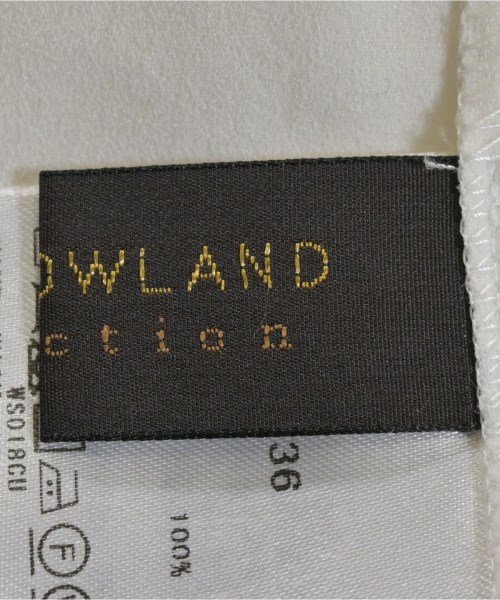 OWLAND
ction
36
100%
WS018CU
F